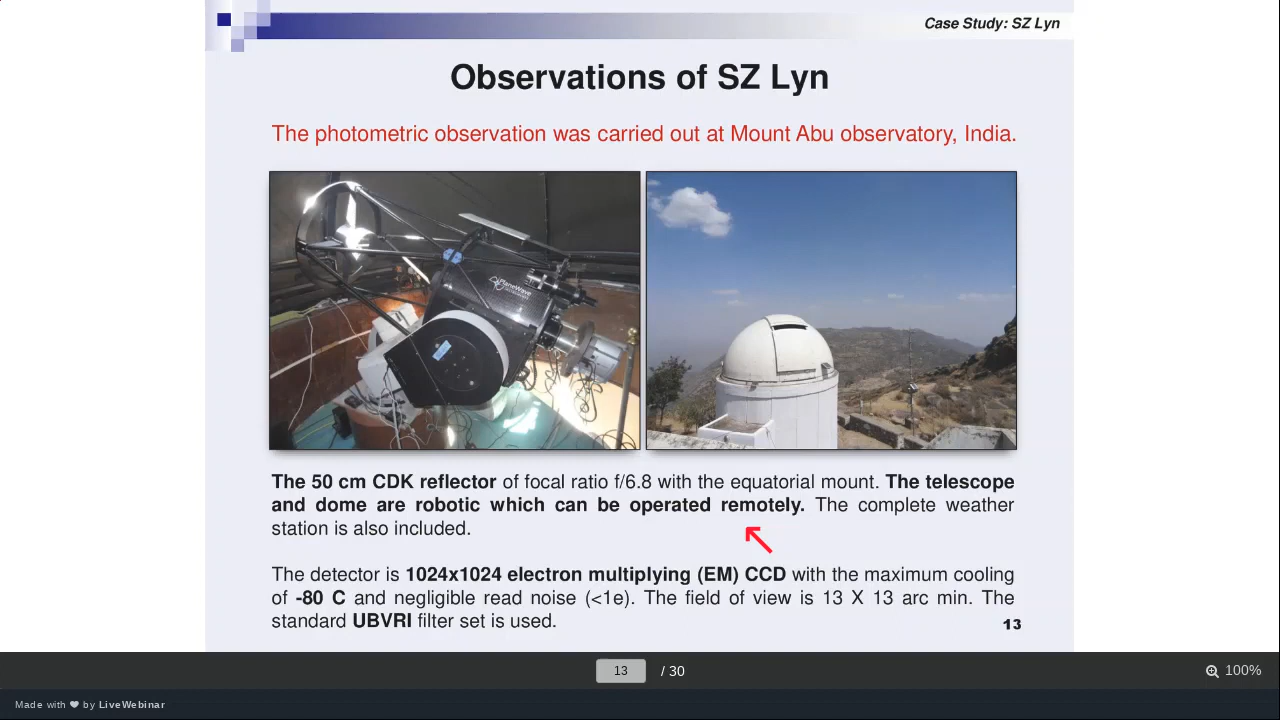 Case Study: SZ Lyn
Observations of SZ Lyn
The photometric observation was carried out at Mount Abu observatory, India.
PlaneWave
The 50 cm CDK reflector of focal ratio f/6.8 with the equatorial mount. The telescope
and dome are robotic which can be operated remotely. The complete weather
station is also included.
The detector is 1024x1024 electron multiplying (EM) CCD with the maximum cooling
of -80 C and negligible read noise (<1e). The field of view is 13 X 13 arc min. The
standard UBVRI filter set is used.
13
13 / 30
100%
Made with ❤ by LiveWebinar